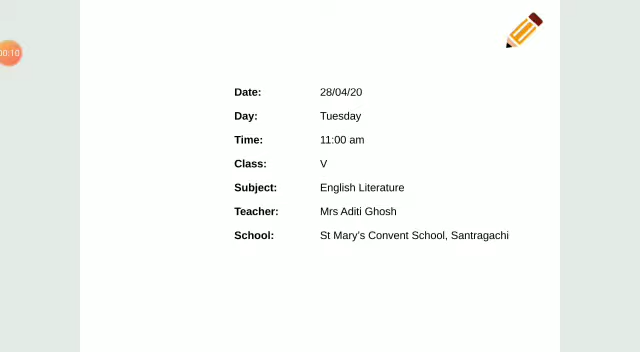 00:10
Date: 28/04/20
Day: Tuesday
Time: 11:00 am
Class: V
Subject: English Literature
Teacher: Mrs Aditi Ghosh
School: St Mary's Convent School, Santragachi